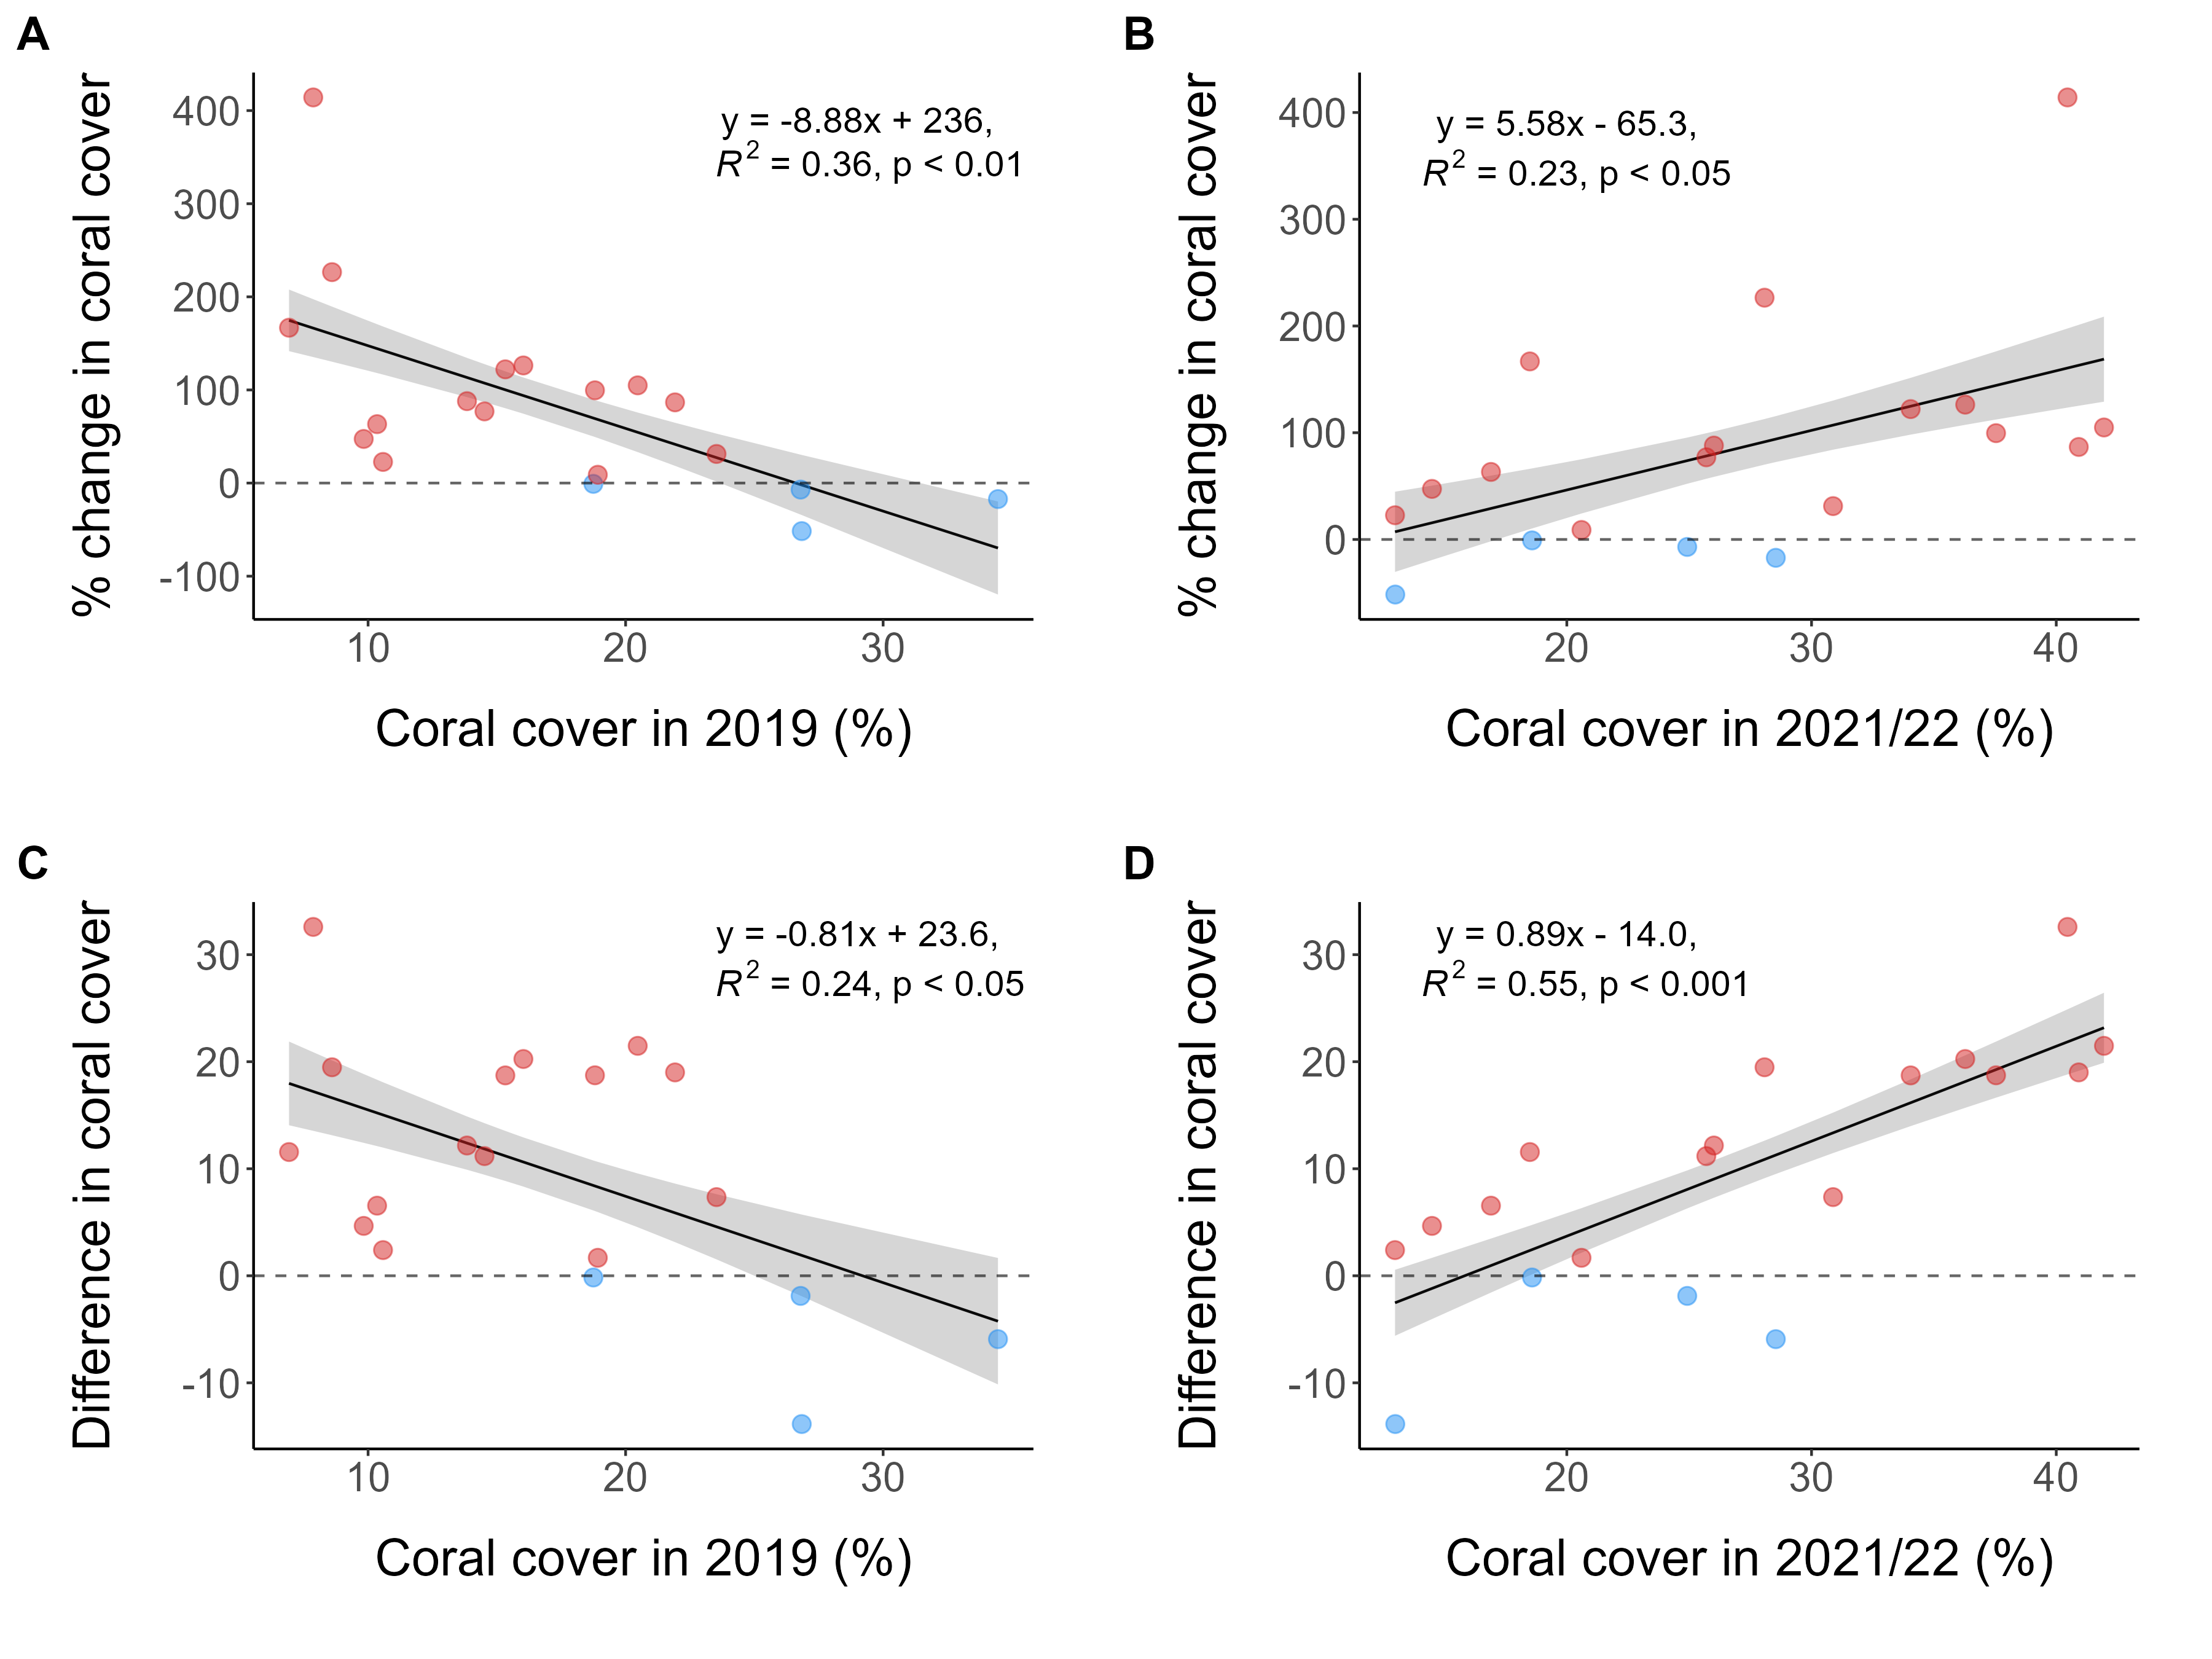 A
% change in coral cover
400
300
200
100
0
-100
y = -8.88x + 236,
R² = 0.36, p < 0.01
10 20 30
Coral cover in 2019 (%)
B
% change in coral cover
400
300
200
100
0
y = 5.58x - 65.3,
R² = 0.23, p < 0.05
20 30 40
Coral cover in 2021/22 (%)
C
Difference in coral cover
30
20
10
0
-10
y = -0.81x + 23.6,
R² = 0.24, p < 0.05
10 20 30
Coral cover in 2019 (%)
D
Difference in coral cover
30
20
10
0
-10
y = 0.89x - 14.0,
R² = 0.55, p < 0.001
20 30 40
Coral cover in 2021/22 (%)